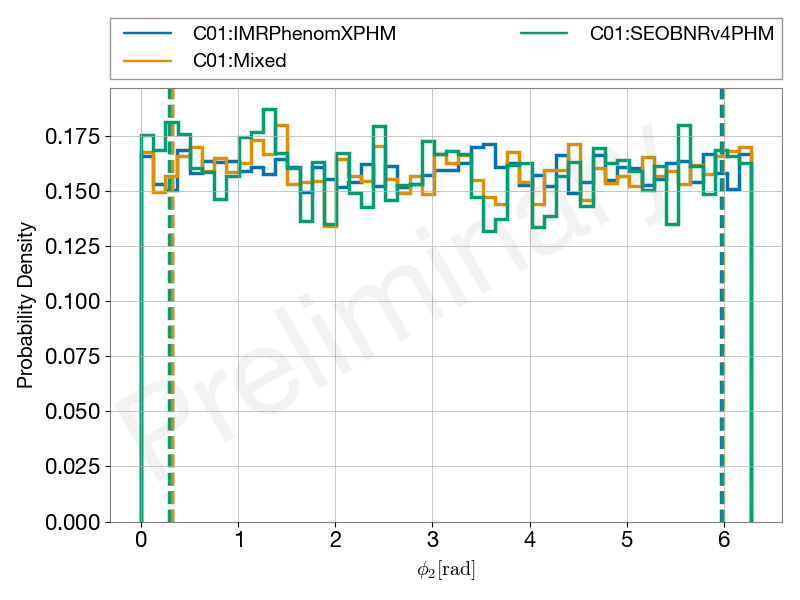 C01:IMRPhenomXPHM
C01:Mixed
C01:SEOBNRv4PHM
Preliminary
Probability Density
0.175
0.150
0.125
0.100
0.075
0.050
0.025
0.000
0 1 2 3 4 5 6
ϕ₂[rad]